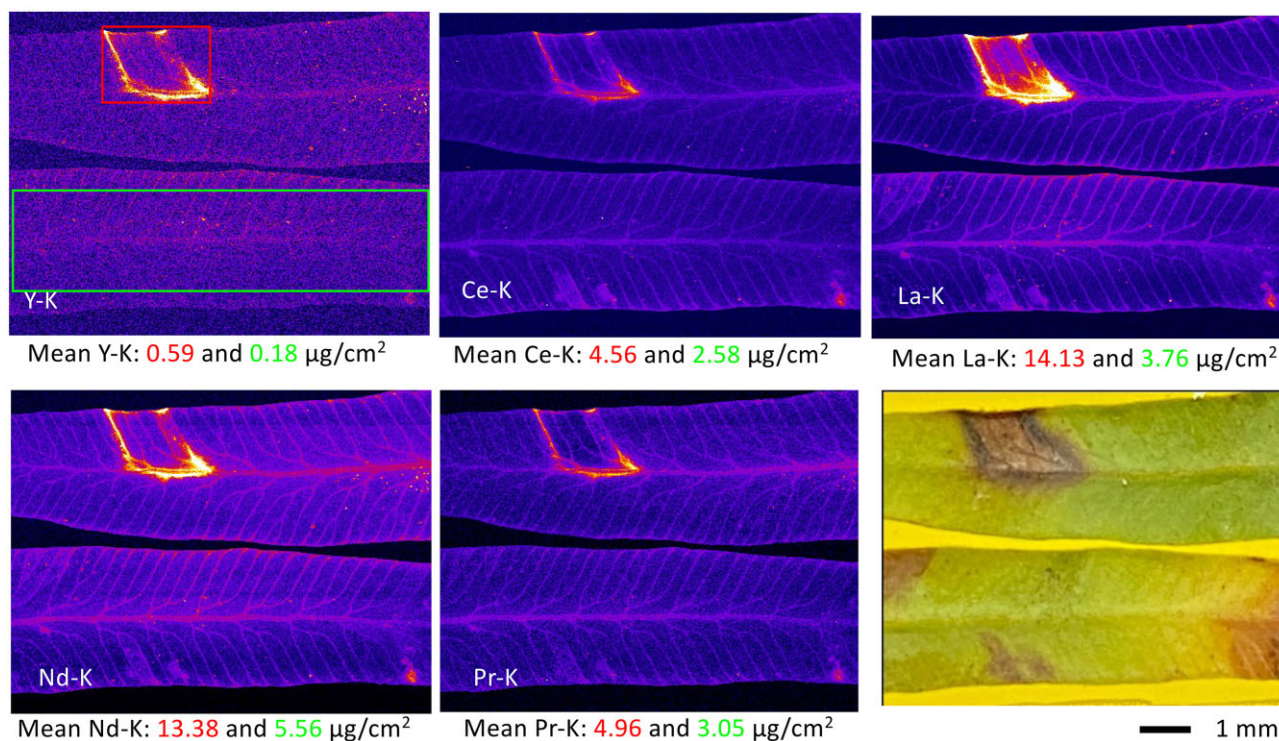 Y-K
Ce-K
La-K
Mean Y-K: 0.59 and 0.18 µg/cm²
Mean Ce-K: 4.56 and 2.58 µg/cm²
Mean La-K: 14.13 and 3.76 µg/cm²
Nd-K
Pr-K
Mean Nd-K: 13.38 and 5.56 µg/cm²
Mean Pr-K: 4.96 and 3.05 µg/cm²
1 mm